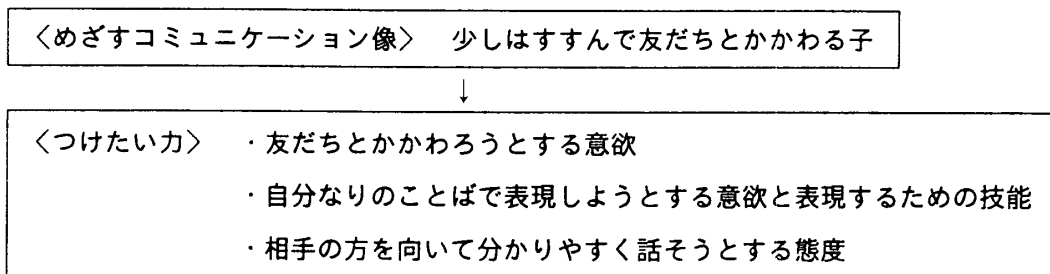 〈めざすコミュニケーション像〉 少しはすすんで友だちとかかわる子
↓
〈つけたい力〉 ・友だちとかかわろうとする意欲
・自分なりのことばで表現しようとする意欲と表現するための技能
・相手の方を向いて分かりやすく話そうとする態度